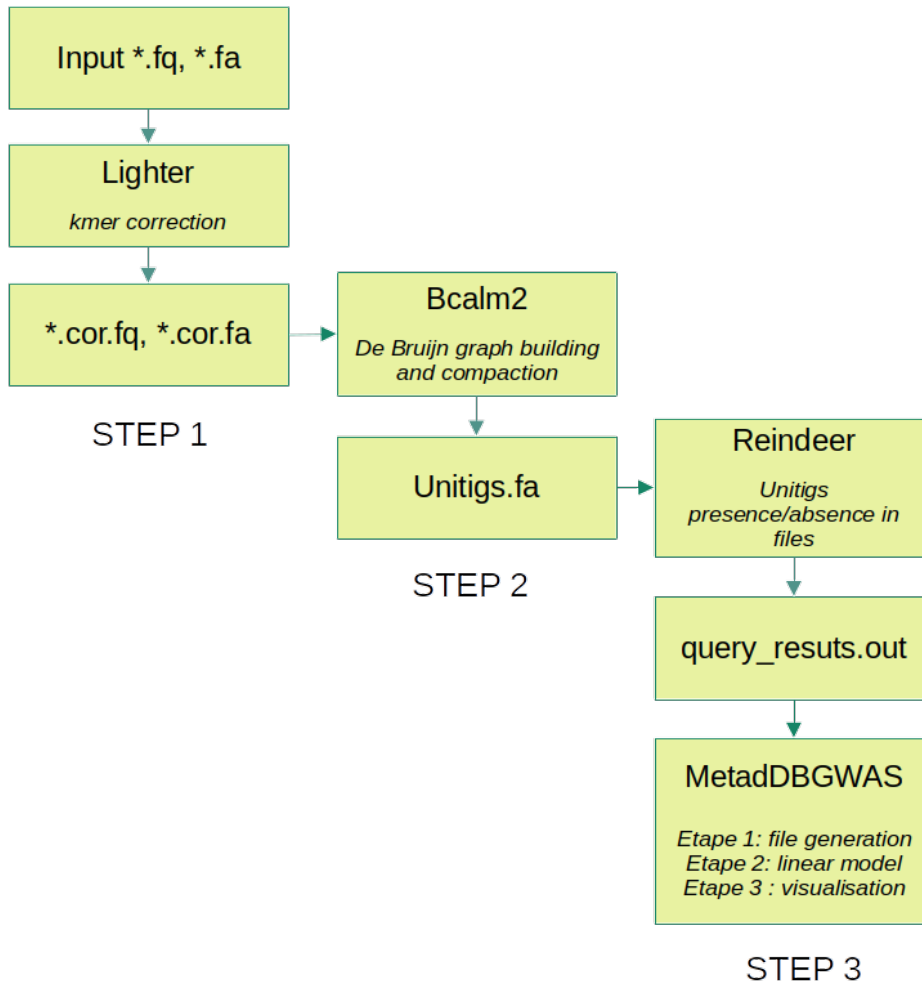 Input *.fq, *.fa
Lighter
kmer correction
*.cor.fq, *.cor.fa
STEP 1
Bcalm2
De Bruijn graph building
and compaction
Unitigs.fa
STEP 2
Reindeer
Unitigs
presence/absence in
files
query_resuts.out
MetadDBGWAS
Etape 1: file generation
Etape 2: linear model
Etape 3 : visualisation
STEP 3